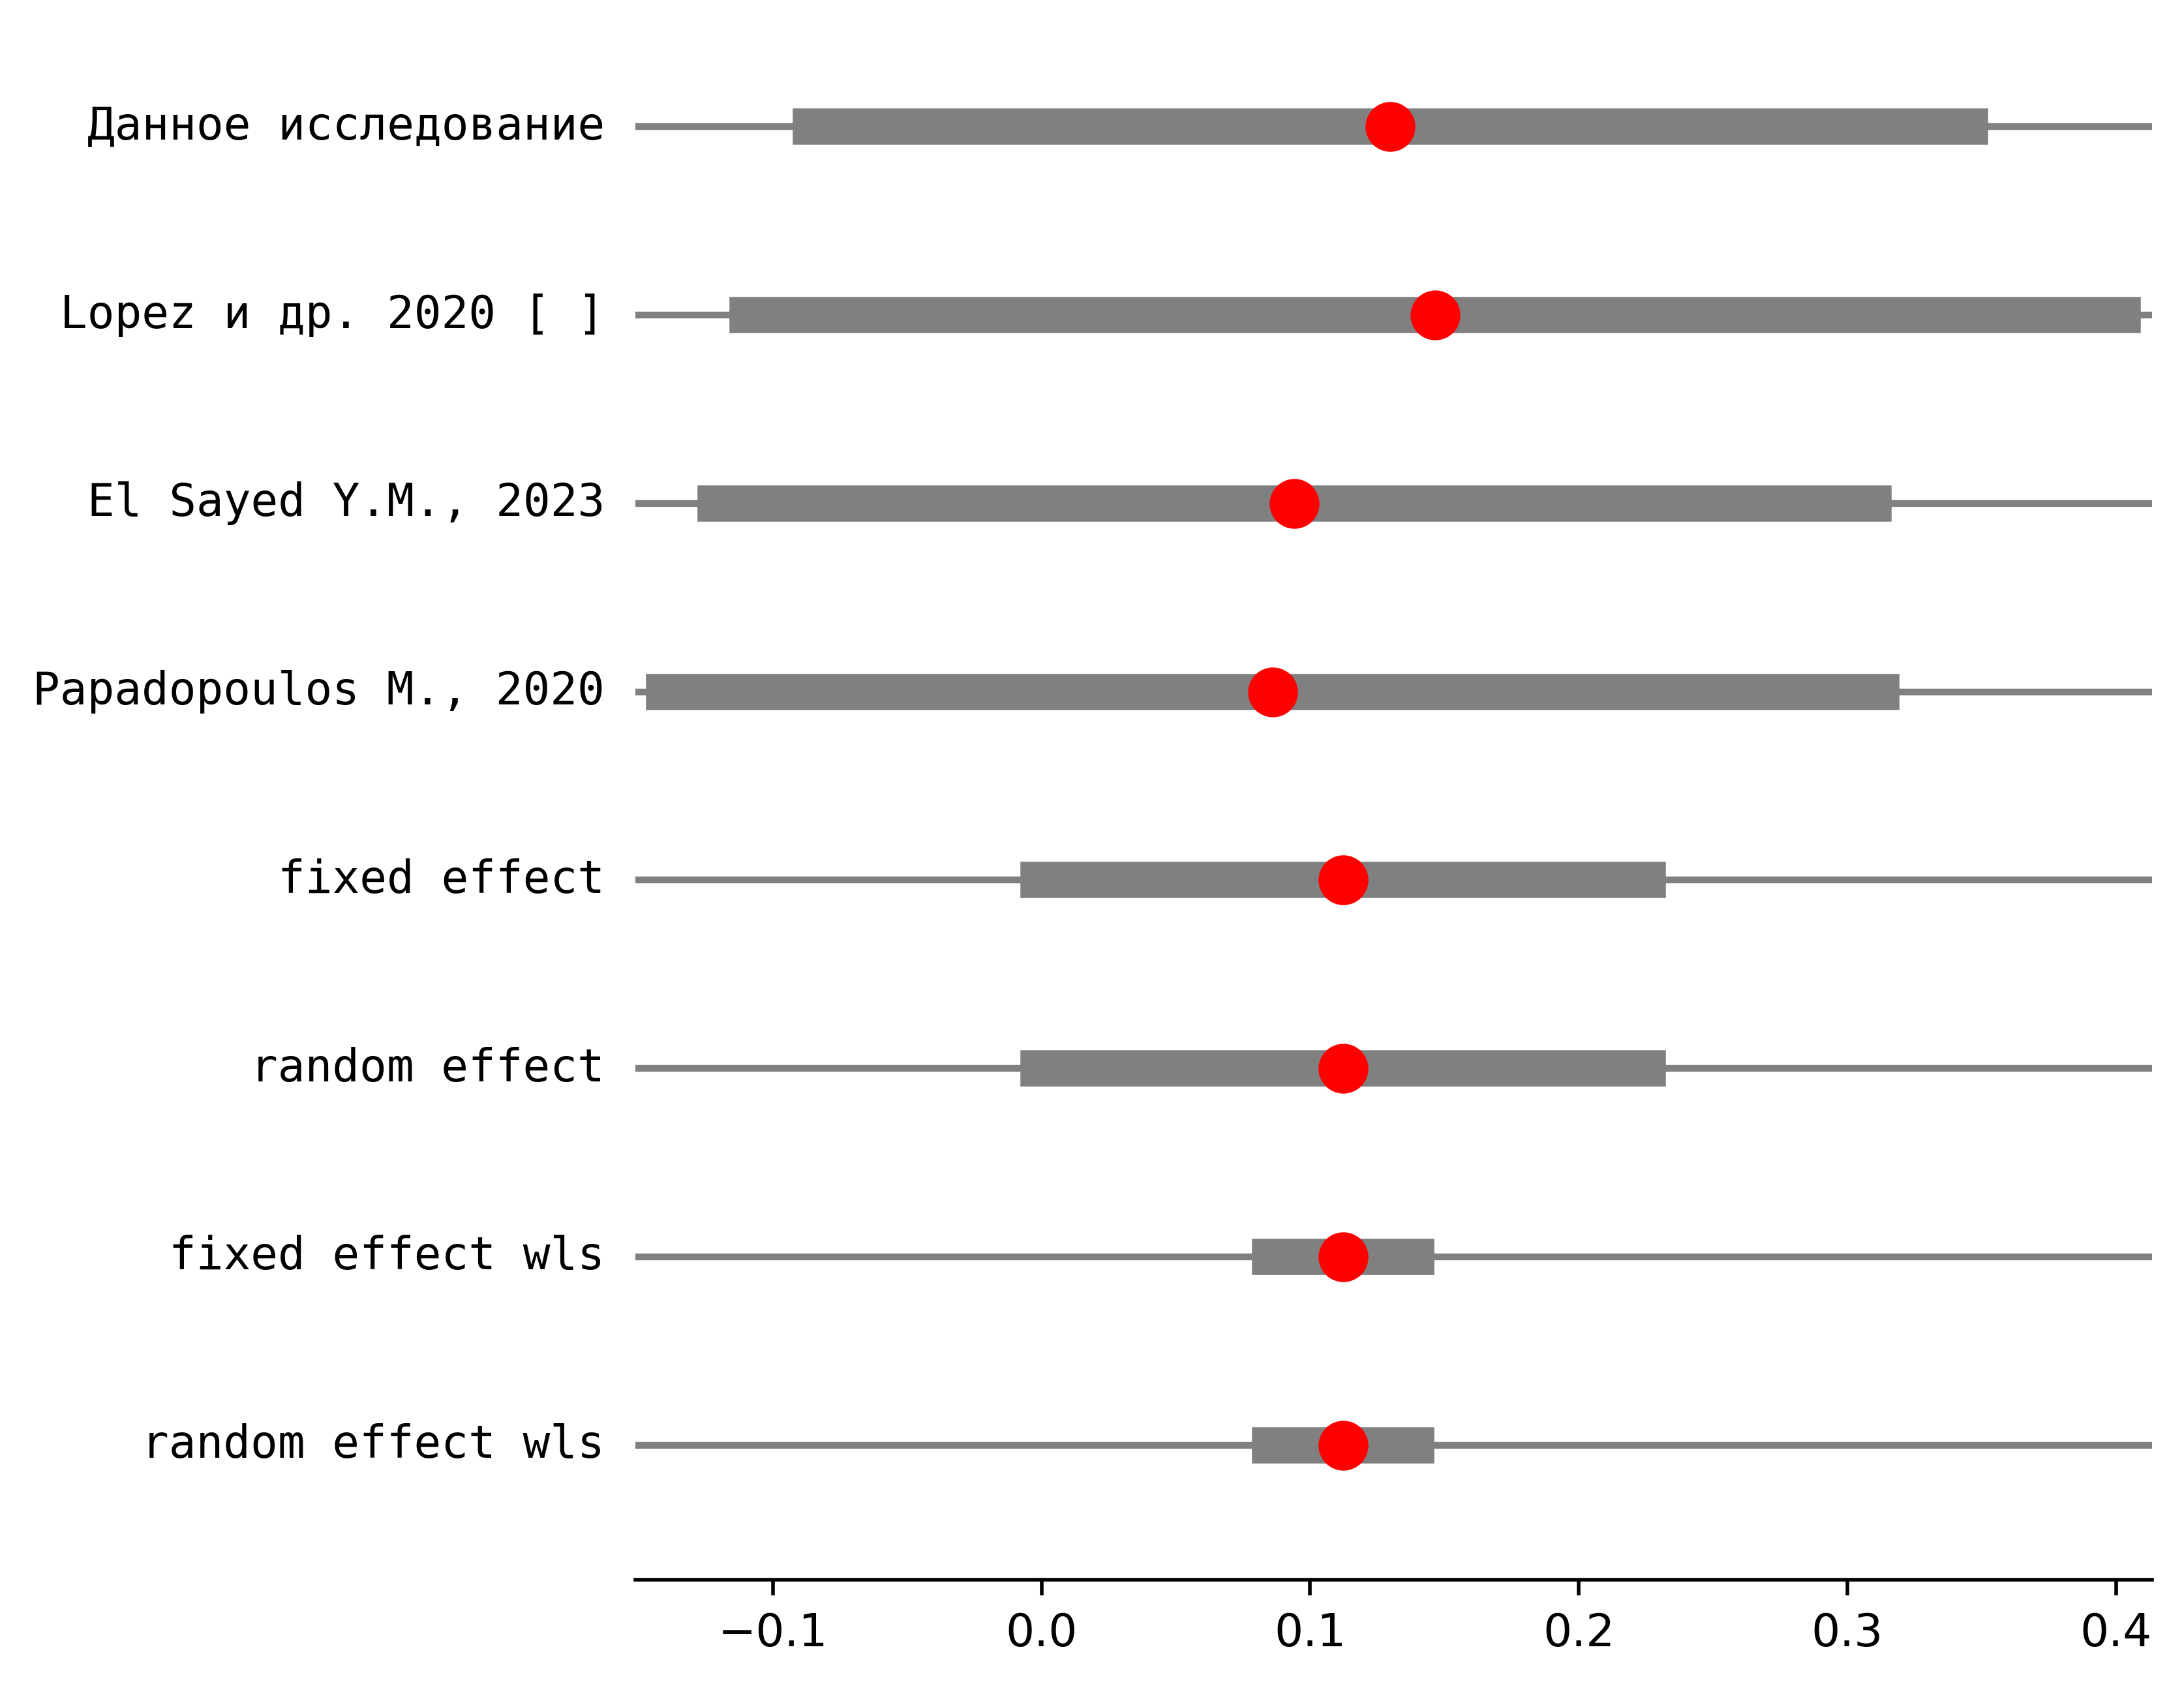 Данное исследование
Lopez и др. 2020 [ ]
El Sayed Y.M., 2023
Papadopoulos M., 2020
fixed effect
random effect
fixed effect wls
random effect wls
−0.1 0.0 0.1 0.2 0.3 0.4